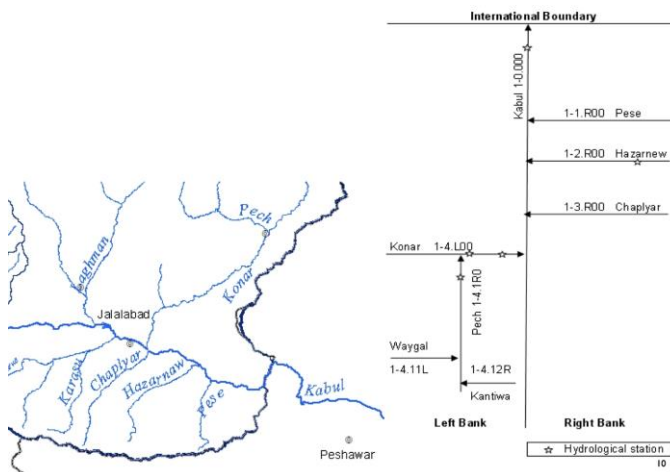 Pech
Laghman
Konar
Jalalabad
Karasu
Chaplyar
Hazarnaw
Pese
Kabul
Peshawar
International Boundary
Kabul 1-0.000
1-1.R00 Pese
1-2.R00 Hazarnew
1-3.R00 Chaplyar
Konar 1-4.L00
Pech 1-4.1R0
Waygal
1-4.11L
1-4.12R
Kantiwa
Left Bank Right Bank
Hydrological station
10